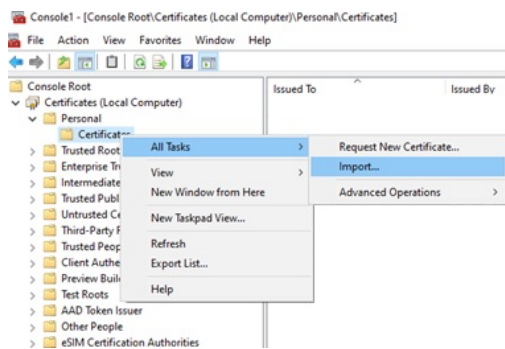 Console1 - [Console Root\Certificates (Local Computer)\Personal\Certificates]
File Action View Favorites Window Help
Console Root
Certificates (Local Computer)
Personal
Certificates
Trusted Root
Enterprise Tru
Intermediate
Trusted Publ
Untrusted Ce
Third-Party R
Trusted Peop
Client Authe
Preview Buil
Test Roots
AAD Token Issuer
Other People
eSIM Certification Authorities
Issued To Issued By
All Tasks
View
New Window from Here
New Taskpad View...
Refresh
Export List...
Help
Request New Certificate...
Import...
Advanced Operations